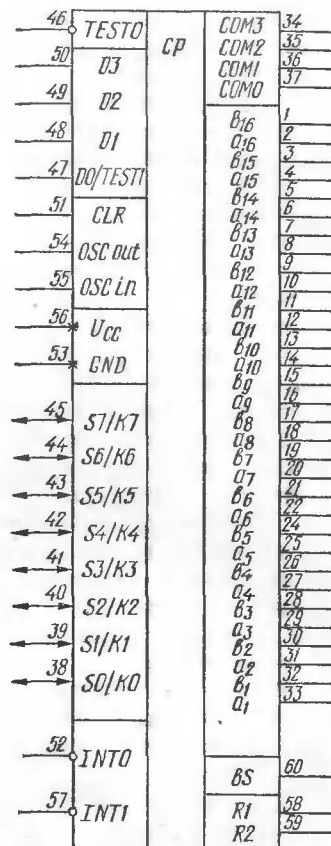 46 TEST0
50 D3
49 D2
48 D1
47 D0/TEST1
51 CLR
54 OSC out
55 OSC in
56 UCC
53 GND
45 S7/K7
44 S6/K6
43 S5/K5
42 S4/K4
41 S3/K3
40 S2/K2
39 S1/K1
38 S0/K0
52 INT0
57 INT1
CP
COM3 34
COM2 35
COM1 36
COM0 37
b16 1
a16 2
b15 3
a15 4
b14 5
a14 6
b13 7
a13 8
b12 9
a12 10
b11 11
a11 12
b10 13
a10 14
b9 15
a9 16
b8 17
a8 18
b7 19
a7 20
b6 21
a6 22
b5 24
a5 25
b4 26
a4 27
b3 28
a3 29
b2 30
a2 31
b1 32
a1 33
BS 60
R1 58
R2 59